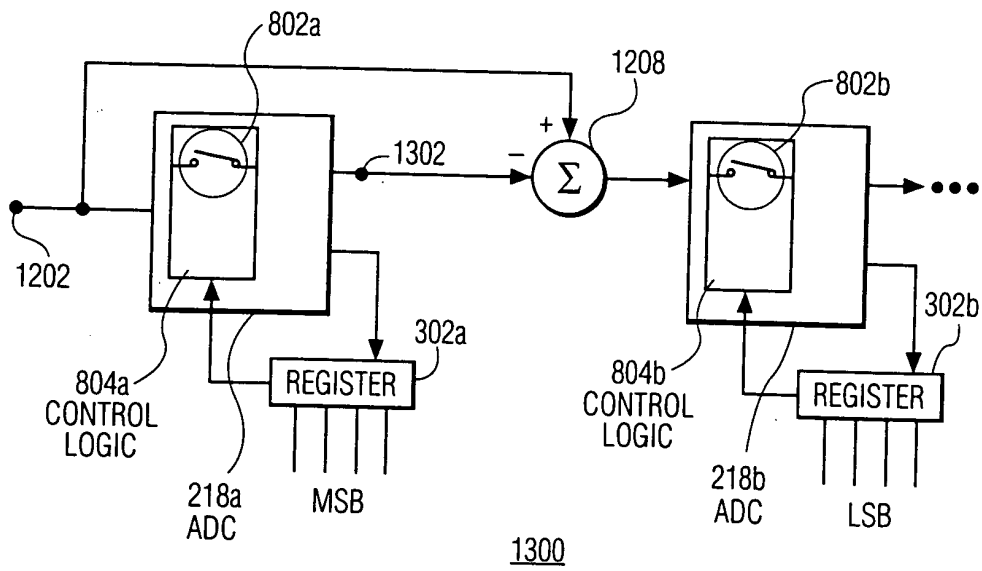 802a
1208
802b
+
−
1302
Σ
1202
302a
REGISTER
804a
CONTROL
LOGIC
218a
ADC
MSB
302b
REGISTER
804b
CONTROL
LOGIC
218b
ADC
LSB
1300